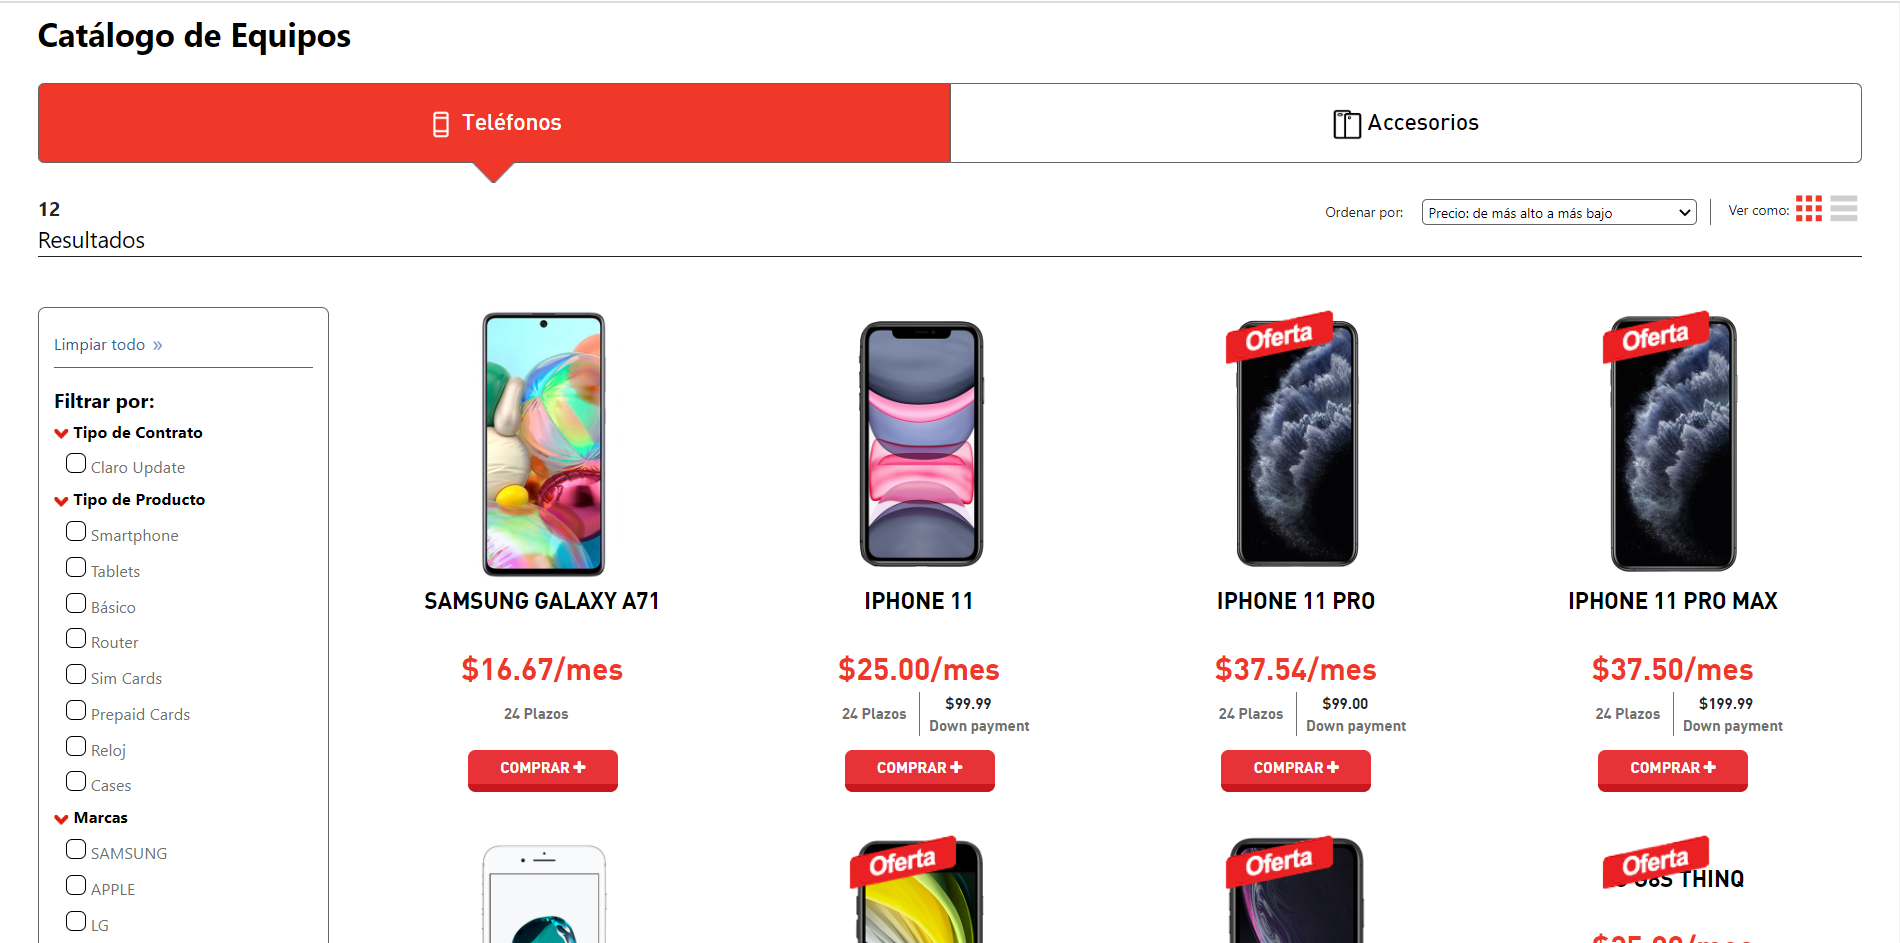 Catálogo de Equipos
Teléfonos
Accesorios
12
Resultados
Ordenar por:
Precio: de más alto a más bajo
Ver como:
Limpiar todo »
Filtrar por:
Tipo de Contrato
Claro Update
Tipo de Producto
Smartphone
Tablets
Básico
Router
Sim Cards
Prepaid Cards
Reloj
Cases
Marcas
SAMSUNG
APPLE
LG
SAMSUNG GALAXY A71
$16.67/mes
24 Plazos
COMPRAR +
IPHONE 11
$25.00/mes
24 Plazos
$99.99
Down payment
COMPRAR +
Oferta
IPHONE 11 PRO
$37.54/mes
24 Plazos
$99.00
Down payment
COMPRAR +
Oferta
IPHONE 11 PRO MAX
$37.50/mes
24 Plazos
$199.99
Down payment
COMPRAR +
Oferta
Oferta
Oferta
THINQ